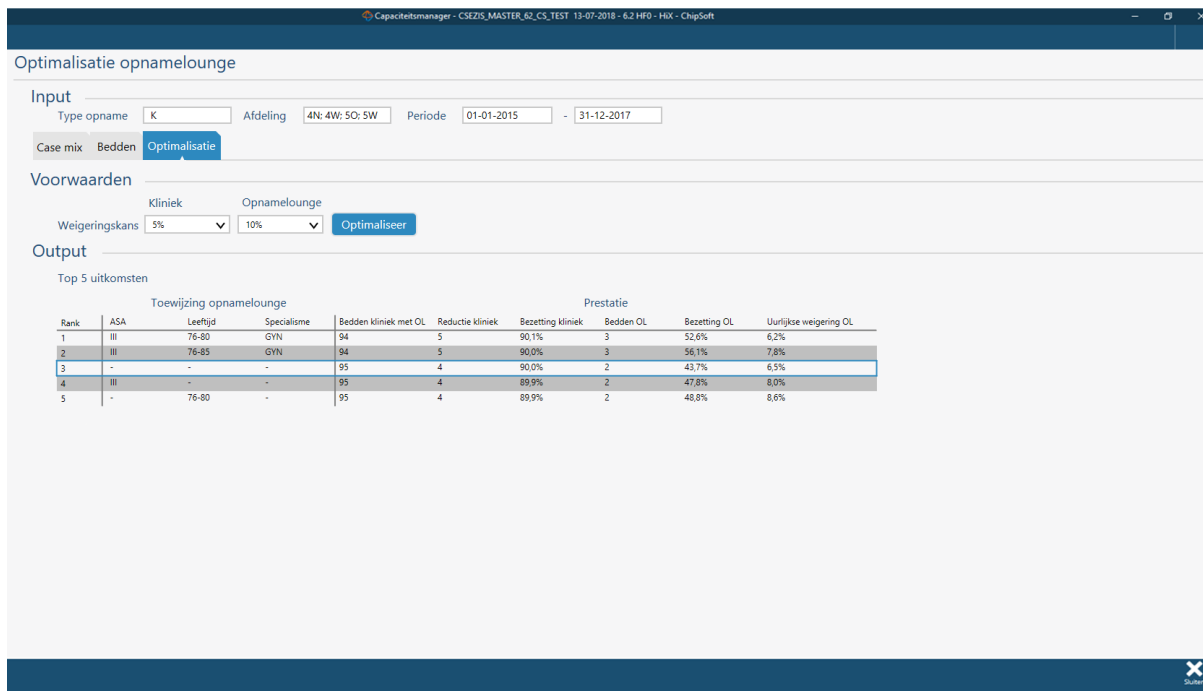 Capaciteitsmanager - CSEZIS_MASTER_62_CS_TEST 13-07-2018 - 6.2 HF0 - HiX - ChipSoft
Optimalisatie opnamelounge
Input
Type opname K Afdeling 4N; 4W; 5O; 5W Periode 01-01-2015 - 31-12-2017
Case mix Bedden Optimalisatie
Voorwaarden
Kliniek Opnamelounge
Weigeringskans 5% 10% Optimaliseer
Output
Top 5 uitkomsten
Toewijzing opnamelounge Prestatie
Rank ASA Leeftijd Specialisme Bedden kliniek met OL Reductie kliniek Bezetting kliniek Bedden OL Bezetting OL Uurlijkse weigering OL
1 III 76-80 GYN 94 5 90,1% 3 52,6% 6,2%
2 III 76-85 GYN 94 5 90,0% 3 56,1% 7,8%
3 - - - 95 4 90,0% 2 43,7% 6,5%
4 III - - 95 4 89,9% 2 47,8% 8,0%
5 - 76-80 - 95 4 89,9% 2 48,8% 8,6%
Sluiten